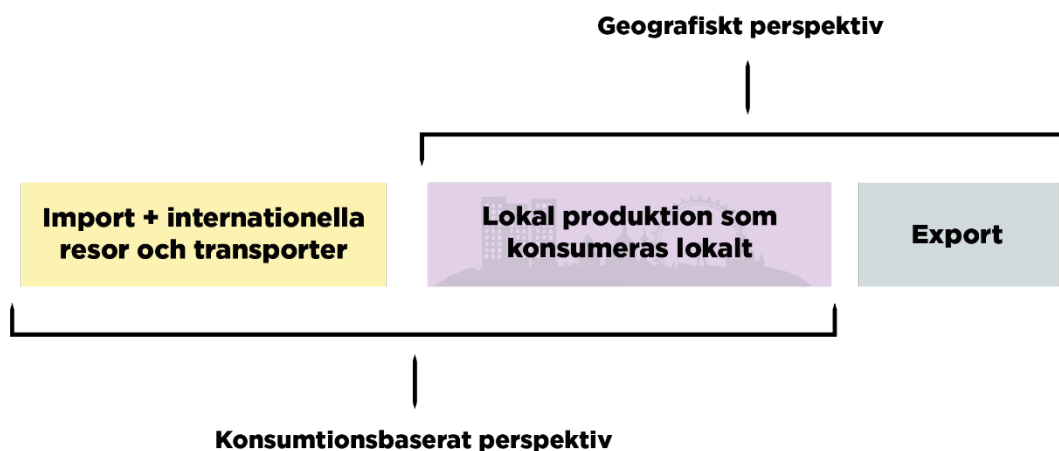 Geografiskt perspektiv
Import + internationella
resor och transporter
Lokal produktion som
konsumeras lokalt
Export
Konsumtionsbaserat perspektiv